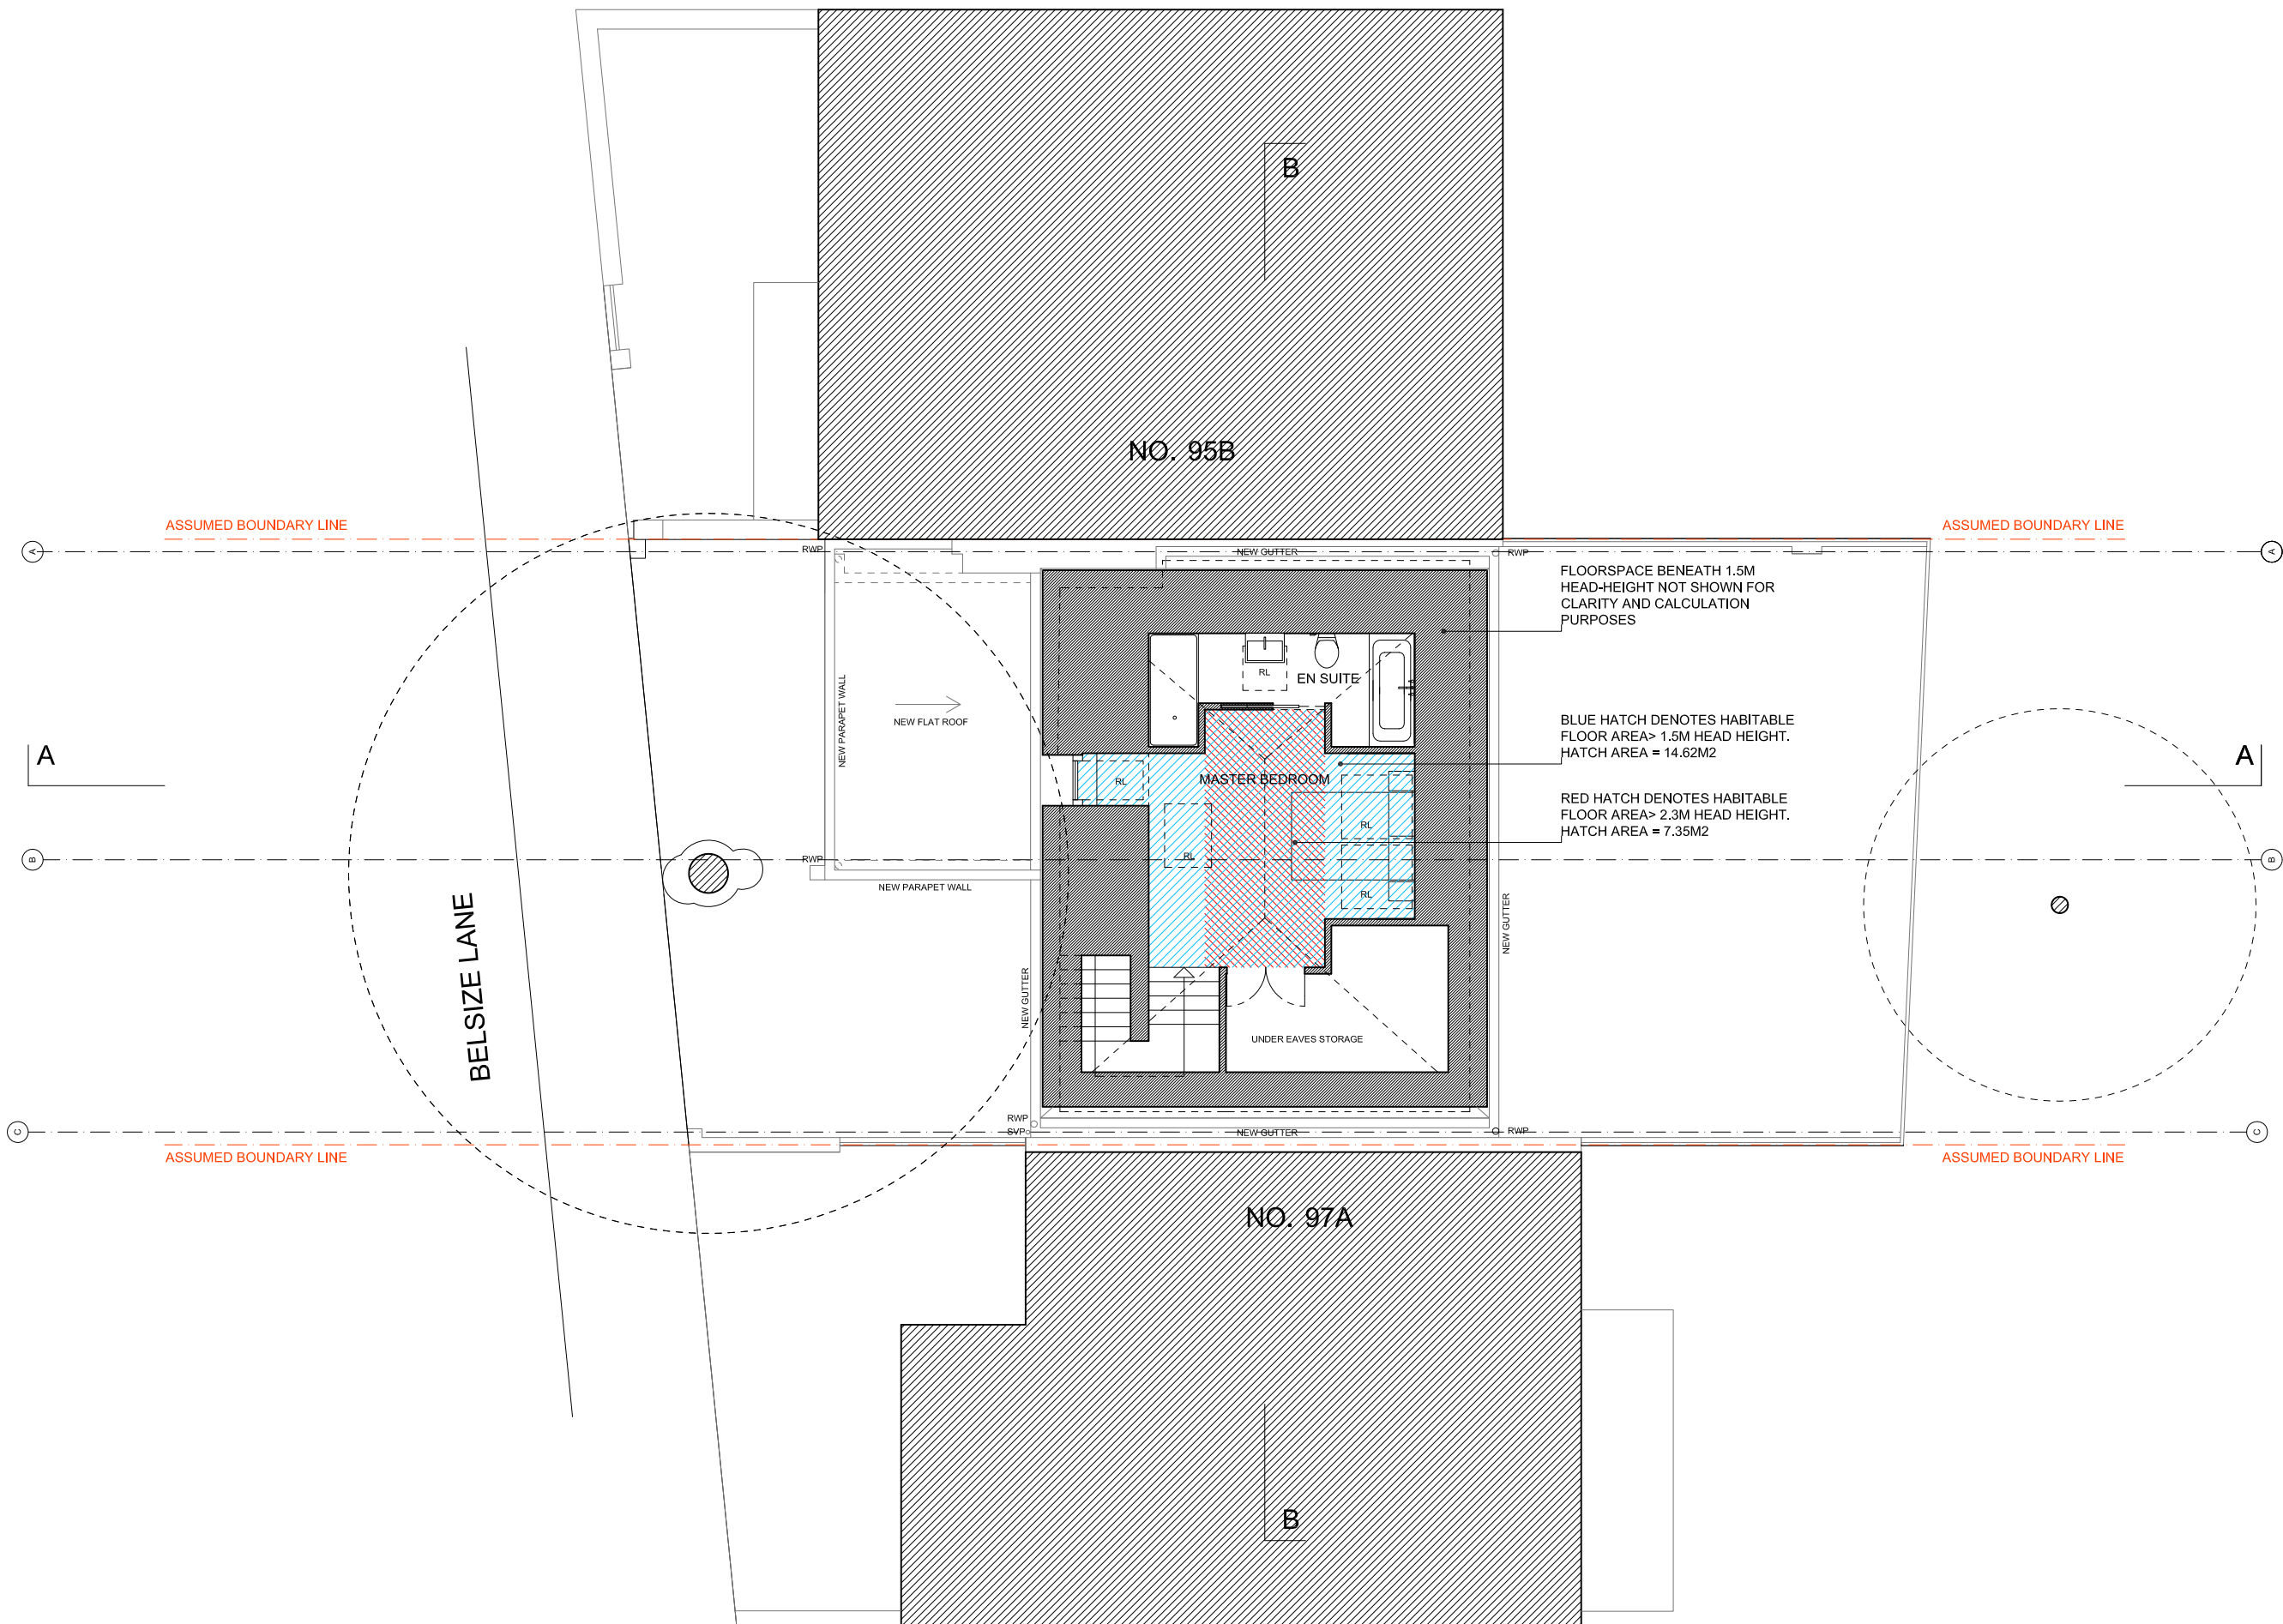 B
NO. 95B
ASSUMED BOUNDARY LINE
ASSUMED BOUNDARY LINE
A
RWP
NEW GUTTER
RWP
A
FLOORSPACE BENEATH 1.5M
HEAD-HEIGHT NOT SHOWN FOR
CLARITY AND CALCULATION
PURPOSES
RL
EN SUITE
NEW PARAPET WALL
NEW FLAT ROOF
BLUE HATCH DENOTES HABITABLE
FLOOR AREA> 1.5M HEAD HEIGHT.
HATCH AREA = 14.62M2
A
A
RL
MASTER BEDROOM
RED HATCH DENOTES HABITABLE
FLOOR AREA> 2.3M HEAD HEIGHT.
HATCH AREA = 7.35M2
RL
RL
B
RWP
B
NEW PARAPET WALL
RL
BELSIZE LANE
NEW GUTTER
NEW GUTTER
UNDER EAVES STORAGE
RWP
C
SVP
NEW GUTTER
RWP
C
ASSUMED BOUNDARY LINE
ASSUMED BOUNDARY LINE
NO. 97A
B